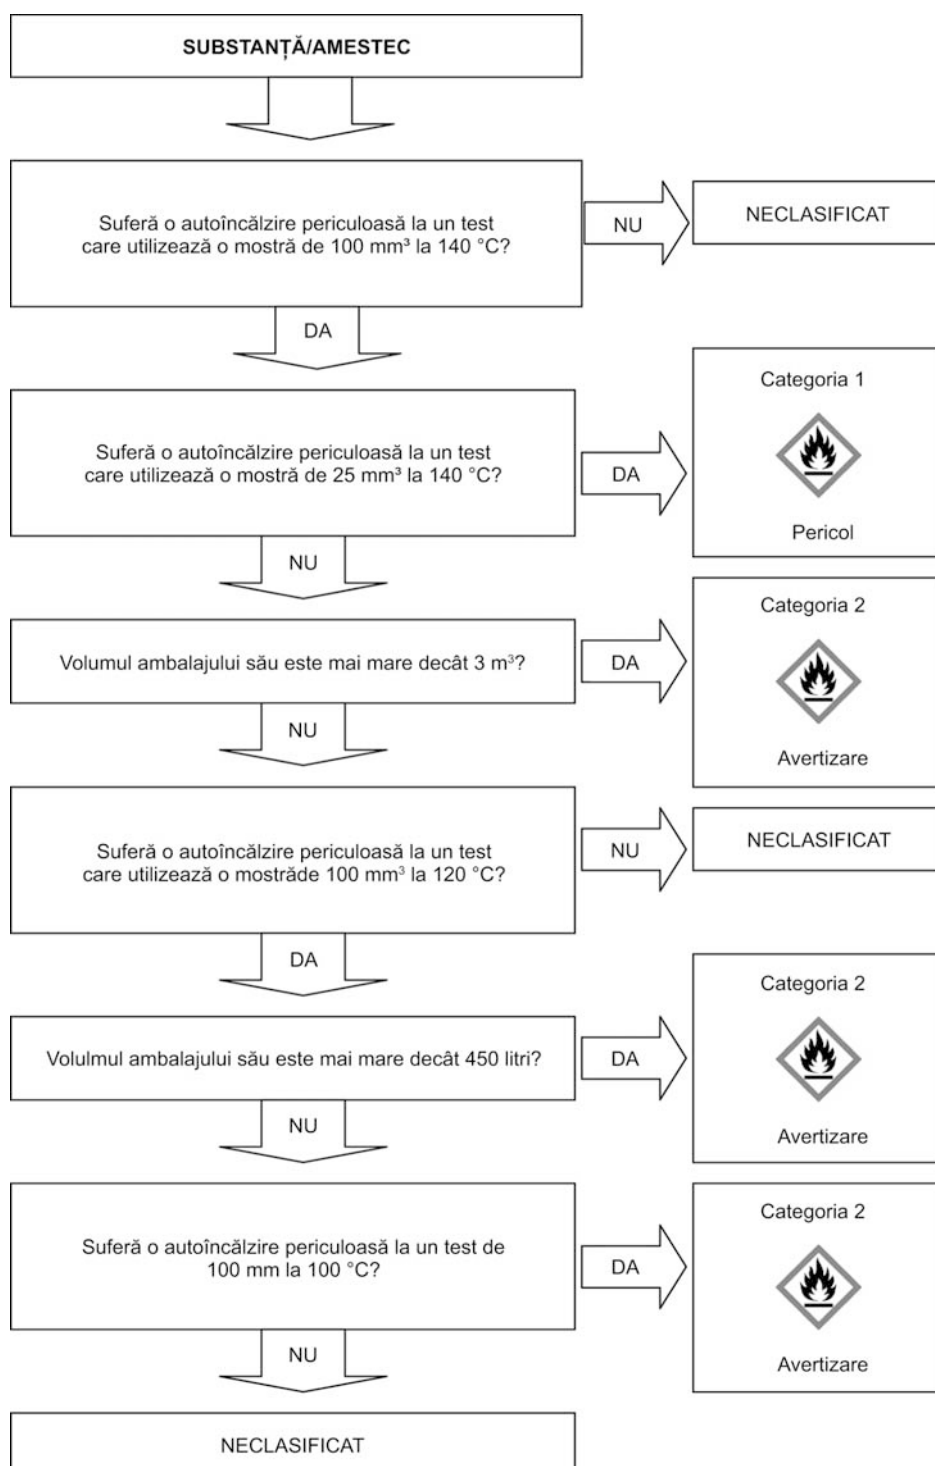 SUBSTANȚĂ/AMESTEC
Suferă o autoîncălzire periculoasă la un test
care utilizează o mostră de 100 mm³ la 140 °C?
NU
NECLASIFICAT
DA
Suferă o autoîncălzire periculoasă la un test
care utilizează o mostră de 25 mm³ la 140 °C?
DA
Categoria 1
Pericol
NU
Volumul ambalajului său este mai mare decât 3 m³?
DA
Categoria 2
Avertizare
NU
Suferă o autoîncălzire periculoasă la un test
care utilizează o mostrăde 100 mm³ la 120 °C?
NU
NECLASIFICAT
DA
Volulmul ambalajului său este mai mare decât 450 litri?
DA
Categoria 2
Avertizare
NU
Suferă o autoîncălzire periculoasă la un test de
100 mm la 100 °C?
DA
Categoria 2
Avertizare
NU
NECLASIFICAT